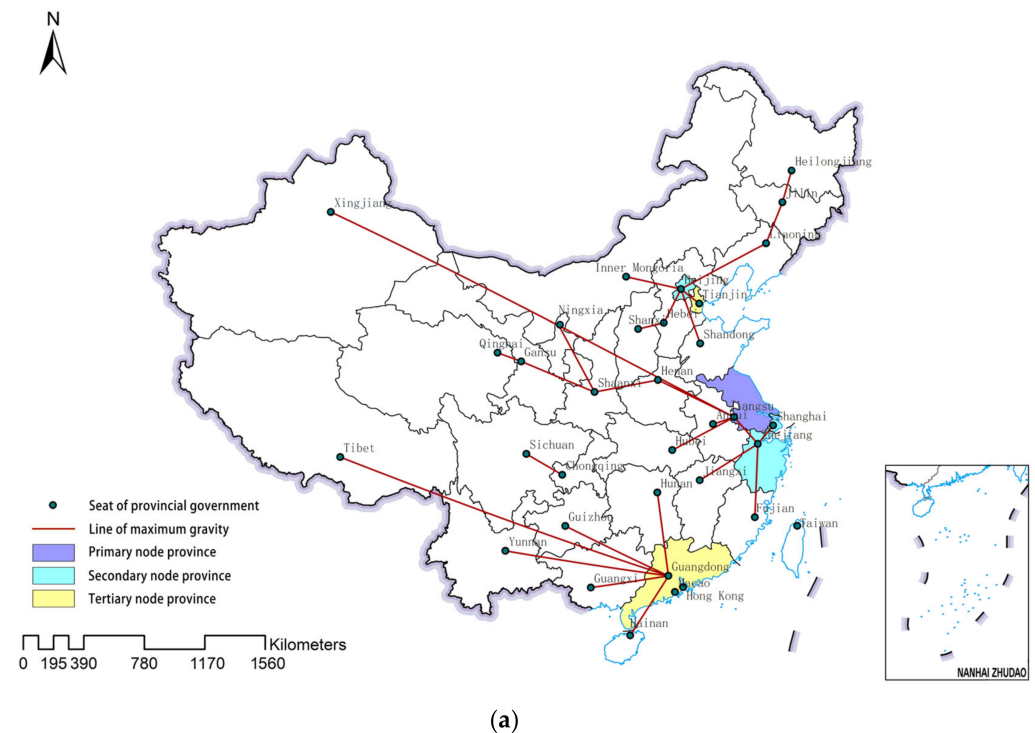 N
Heilongjiang
Jilin
Xingjiang
Liaoning
Inner Mongoria
Beijing
Tianjin
Ningxia
Hebei
Shanxi
Shandong
Qinghai
Gansu
Henan
Shaanxi
Jiangsu
Anhui
Shanghai
Zhejiang
Hubei
Tibet
Sichuan
Chongqing
Jiangxi
Hunan
Fujian
Taiwan
Guizhou
Yunnan
Guangdong
Guangxi
Macao
Hong Kong
Hainan
Seat of provincial government
Line of maximum gravity
Primary node province
Secondary node province
Tertiary node province
Kilometers
0 195 390 780 1170 1560
NANHAI ZHUDAO
(a)